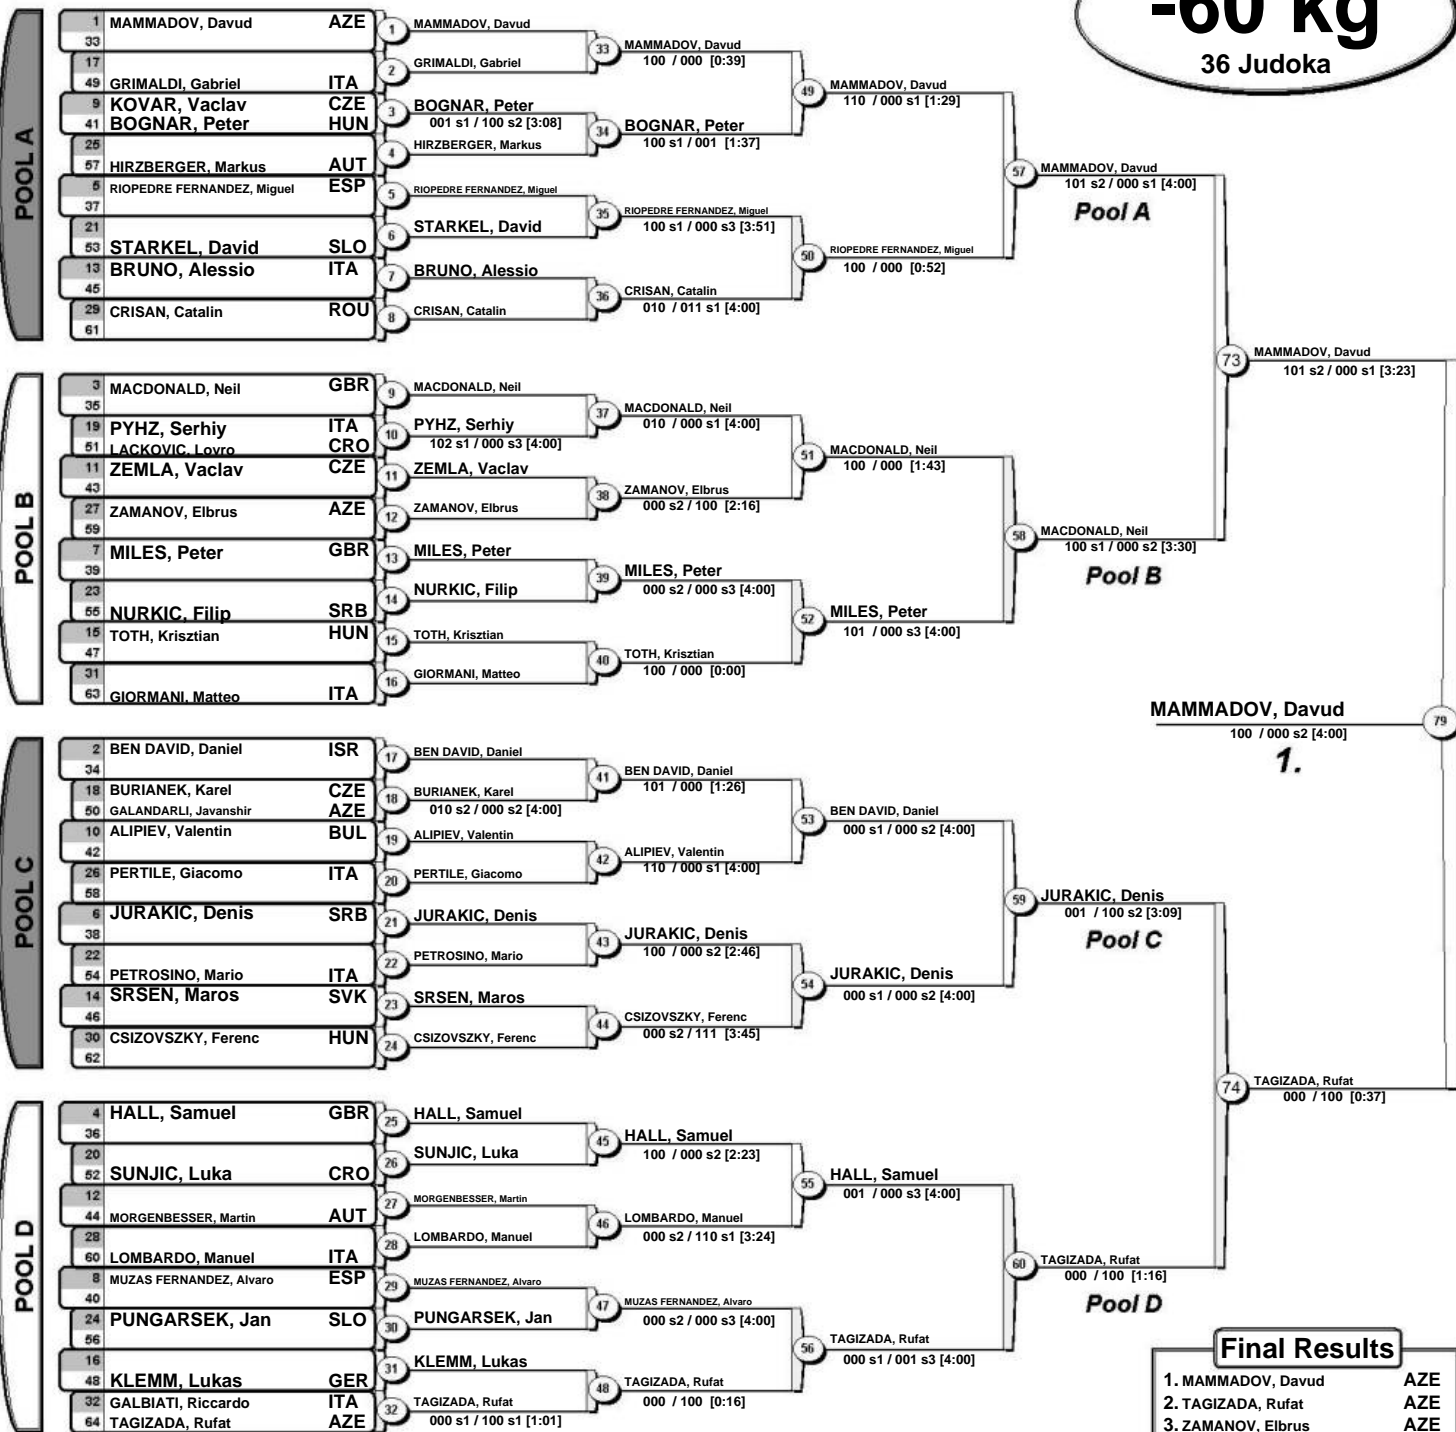 -60 kg
36 Judoka
POOL A
1 MAMMADOV, Davud AZE
33
17
49 GRIMALDI, Gabriel ITA
9 KOVAR, Vaclav CZE
41 BOGNAR, Peter HUN
25
57 HIRZBERGER, Markus AUT
5 RIOPEDRE FERNANDEZ, Miguel ESP
37
21
53 STARKEL, David SLO
13 BRUNO, Alessio ITA
45
29 CRISAN, Catalin ROU
61
1 MAMMADOV, Davud
2 GRIMALDI, Gabriel
3 BOGNAR, Peter
001 s1 / 100 s2 [3:08]
4 HIRZBERGER, Markus
5 RIOPEDRE FERNANDEZ, Miguel
6 STARKEL, David
7 BRUNO, Alessio
8 CRISAN, Catalin
33 MAMMADOV, Davud
100 / 000 [0:39]
34 BOGNAR, Peter
100 s1 / 001 [1:37]
35 RIOPEDRE FERNANDEZ, Miguel
100 s1 / 000 s3 [3:51]
36 CRISAN, Catalin
010 / 011 s1 [4:00]
49 MAMMADOV, Davud
110 / 000 s1 [1:29]
50 RIOPEDRE FERNANDEZ, Miguel
100 / 000 [0:52]
57 MAMMADOV, Davud
101 s2 / 000 s1 [4:00]
Pool A
POOL B
3 MACDONALD, Neil GBR
35
19 PYHZ, Serhiy ITA
51 LACKOVIC, Lovro CRO
11 ZEMLA, Vaclav CZE
43
27 ZAMANOV, Elbrus AZE
59
7 MILES, Peter GBR
39
23
55 NURKIC, Filip SRB
15 TOTH, Krisztian HUN
47
31
63 GIORMANI, Matteo ITA
9 MACDONALD, Neil
10 PYHZ, Serhiy
102 s1 / 000 s3 [4:00]
11 ZEMLA, Vaclav
12 ZAMANOV, Elbrus
13 MILES, Peter
14 NURKIC, Filip
15 TOTH, Krisztian
16 GIORMANI, Matteo
37 MACDONALD, Neil
010 / 000 s1 [4:00]
38 ZAMANOV, Elbrus
000 s2 / 100 [2:16]
39 MILES, Peter
000 s2 / 000 s3 [4:00]
40 TOTH, Krisztian
100 / 000 [0:00]
51 MACDONALD, Neil
100 / 000 [1:43]
52 MILES, Peter
101 / 000 s3 [4:00]
58 MACDONALD, Neil
100 s1 / 000 s2 [3:30]
Pool B
73 MAMMADOV, Davud
101 s2 / 000 s1 [3:23]
MAMMADOV, Davud 79
100 / 000 s2 [4:00]
1.
POOL C
2 BEN DAVID, Daniel ISR
34
18 BURIANEK, Karel CZE
50 GALANDARLI, Javanshir AZE
10 ALIPIEV, Valentin BUL
42
26 PERTILE, Giacomo ITA
58
6 JURAKIC, Denis SRB
38
22
54 PETROSINO, Mario ITA
14 SRSEN, Maros SVK
46
30 CSIZOVSZKY, Ferenc HUN
62
17 BEN DAVID, Daniel
18 BURIANEK, Karel
010 s2 / 000 s2 [4:00]
19 ALIPIEV, Valentin
20 PERTILE, Giacomo
21 JURAKIC, Denis
22 PETROSINO, Mario
23 SRSEN, Maros
24 CSIZOVSZKY, Ferenc
41 BEN DAVID, Daniel
101 / 000 [1:26]
42 ALIPIEV, Valentin
110 / 000 s1 [4:00]
43 JURAKIC, Denis
100 / 000 s2 [2:46]
44 CSIZOVSZKY, Ferenc
000 s2 / 111 [3:45]
53 BEN DAVID, Daniel
000 s1 / 000 s2 [4:00]
54 JURAKIC, Denis
000 s1 / 000 s2 [4:00]
59 JURAKIC, Denis
001 / 100 s2 [3:09]
Pool C
POOL D
4 HALL, Samuel GBR
36
20
52 SUNJIC, Luka CRO
12
44 MORGENBESSER, Martin AUT
28
60 LOMBARDO, Manuel ITA
8 MUZAS FERNANDEZ, Alvaro ESP
40
24 PUNGARSEK, Jan SLO
56
16
48 KLEMM, Lukas GER
32 GALBIATI, Riccardo ITA
64 TAGIZADA, Rufat AZE
25 HALL, Samuel
26 SUNJIC, Luka
27 MORGENBESSER, Martin
28 LOMBARDO, Manuel
29 MUZAS FERNANDEZ, Alvaro
30 PUNGARSEK, Jan
31 KLEMM, Lukas
32 TAGIZADA, Rufat
000 s1 / 100 s1 [1:01]
45 HALL, Samuel
100 / 000 s2 [2:23]
46 LOMBARDO, Manuel
000 s2 / 110 s1 [3:24]
47 MUZAS FERNANDEZ, Alvaro
000 s2 / 000 s3 [4:00]
48 TAGIZADA, Rufat
000 / 100 [0:16]
55 HALL, Samuel
001 / 000 s3 [4:00]
56 TAGIZADA, Rufat
000 s1 / 001 s3 [4:00]
60 TAGIZADA, Rufat
000 / 100 [1:16]
Pool D
74 TAGIZADA, Rufat
000 / 100 [0:37]
Final Results
1. MAMMADOV, Davud AZE
2. TAGIZADA, Rufat AZE
3. ZAMANOV, Elbrus AZE